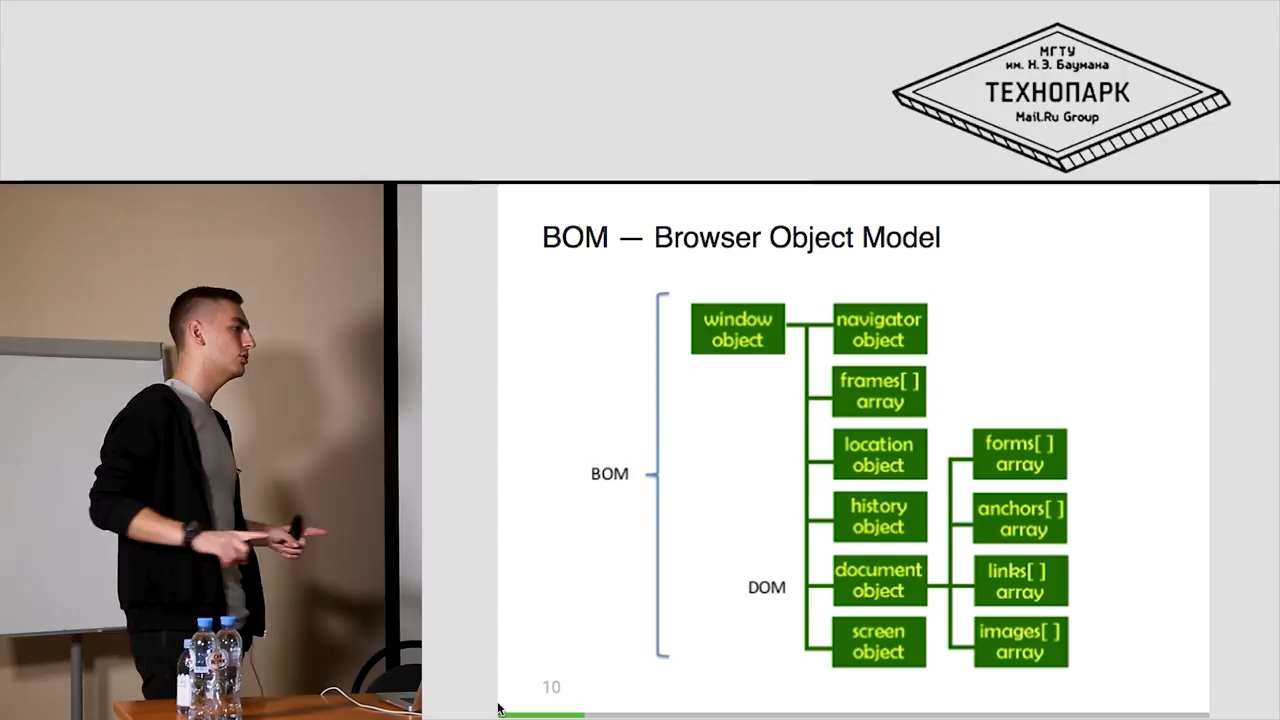 МГТУ
им. Н.Э. Баумана
ТЕХНОПАРК
Mail.Ru Group
BOM — Browser Object Model
window
object
navigator
object
frames[ ]
array
location
object
forms[ ]
array
BOM
history
object
anchors[ ]
array
DOM
document
object
links[ ]
array
screen
object
images[ ]
array
10